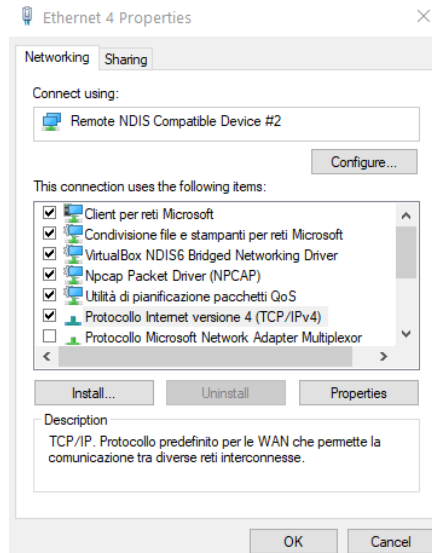 Ethernet 4 Properties
Networking
Sharing
Connect using:
Remote NDIS Compatible Device #2
Configure...
This connection uses the following items:
Client per reti Microsoft
Condivisione file e stampanti per reti Microsoft
VirtualBox NDIS6 Bridged Networking Driver
Npcap Packet Driver (NPCAP)
Utilità di pianificazione pacchetti QoS
Protocollo Internet versione 4 (TCP/IPv4)
Protocollo Microsoft Network Adapter Multiplexor
Install...
Uninstall
Properties
Description
TCP/IP. Protocollo predefinito per le WAN che permette la
comunicazione tra diverse reti interconnesse.
OK
Cancel